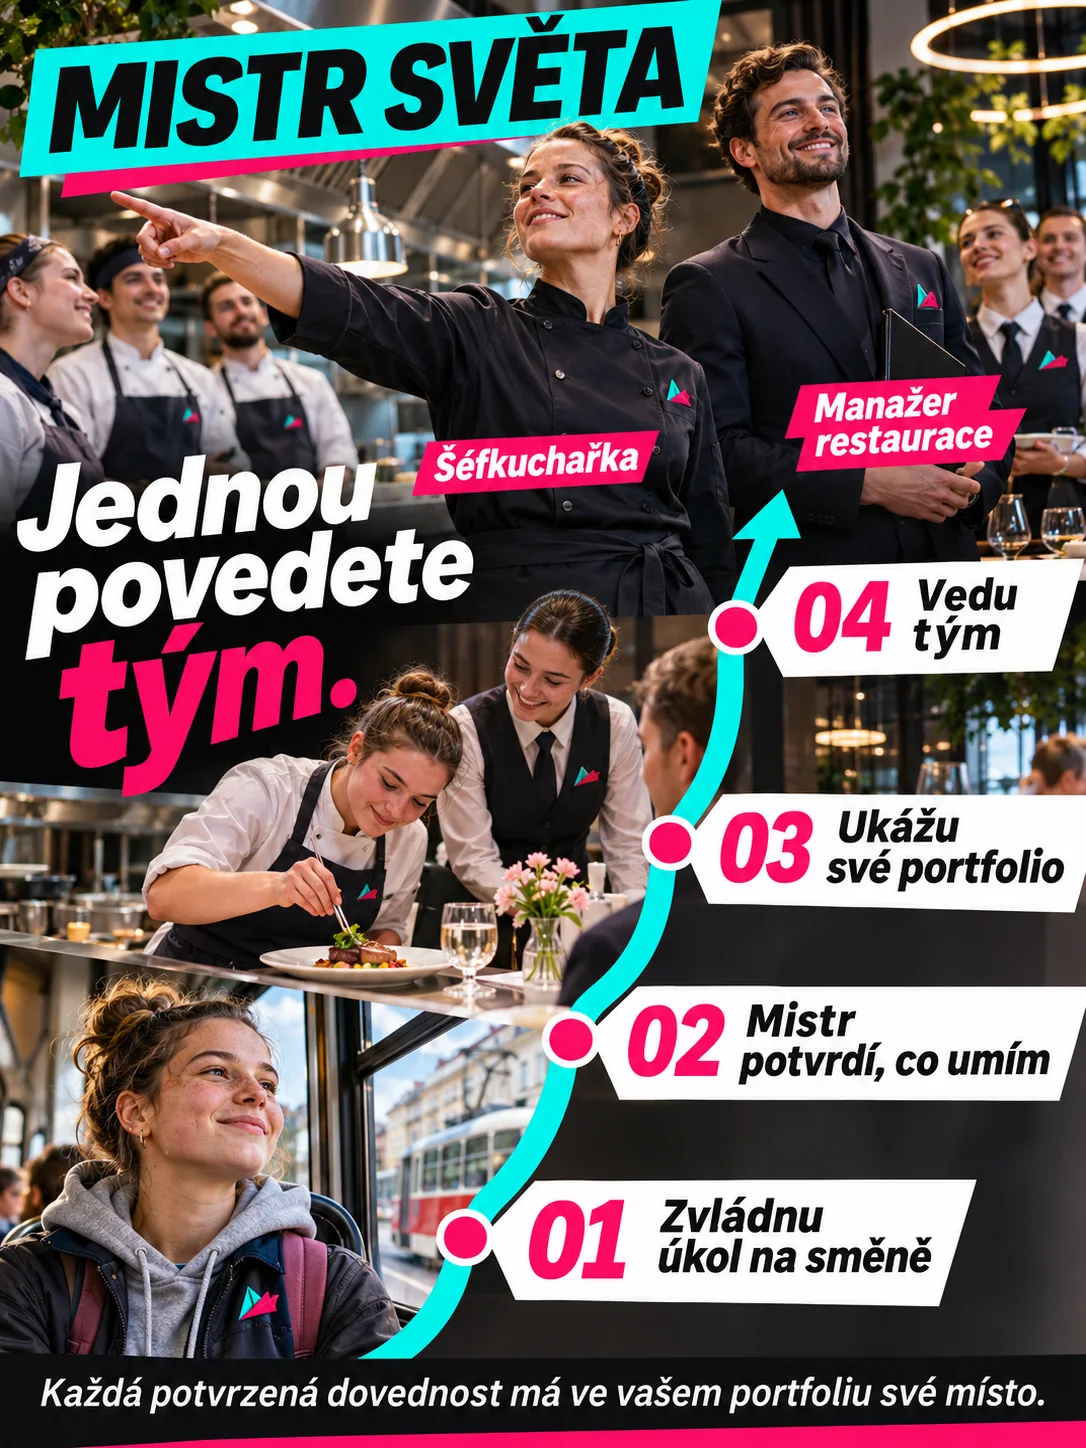 MISTR SVĚTA
Šéfkuchařka
Manažer
restaurace
Jednou
povedete
tým.
04
Vedu
tým
03
Ukážu
své portfolio
02
Mistr
potvrdí, co umím
01
Zvládnu
úkol na směně
Každá potvrzená dovednost má ve vašem portfoliu své místo.